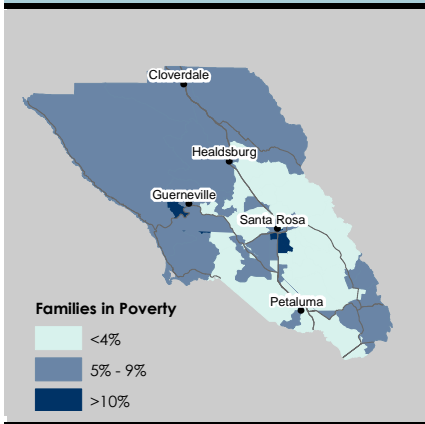 Cloverdale
Healdsburg
Guerneville
Santa Rosa
Petaluma
Families in Poverty
<4%
5% - 9%
>10%